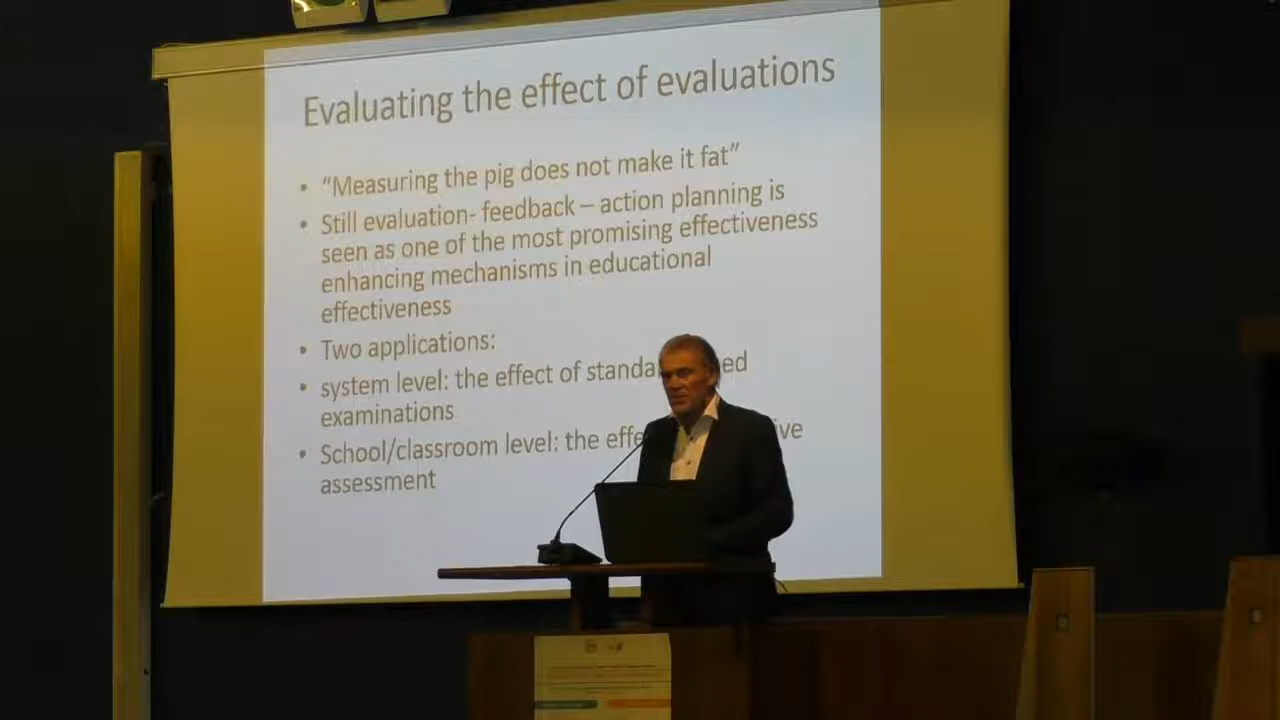 Evaluating the effect of evaluations
• “Measuring the pig does not make it fat”
• Still evaluation- feedback – action planning is
seen as one of the most promising effectiveness
enhancing mechanisms in educational
effectiveness
• Two applications:
• system level: the effect of standa ed
examinations
• School/classroom level: the effe ive
assessment